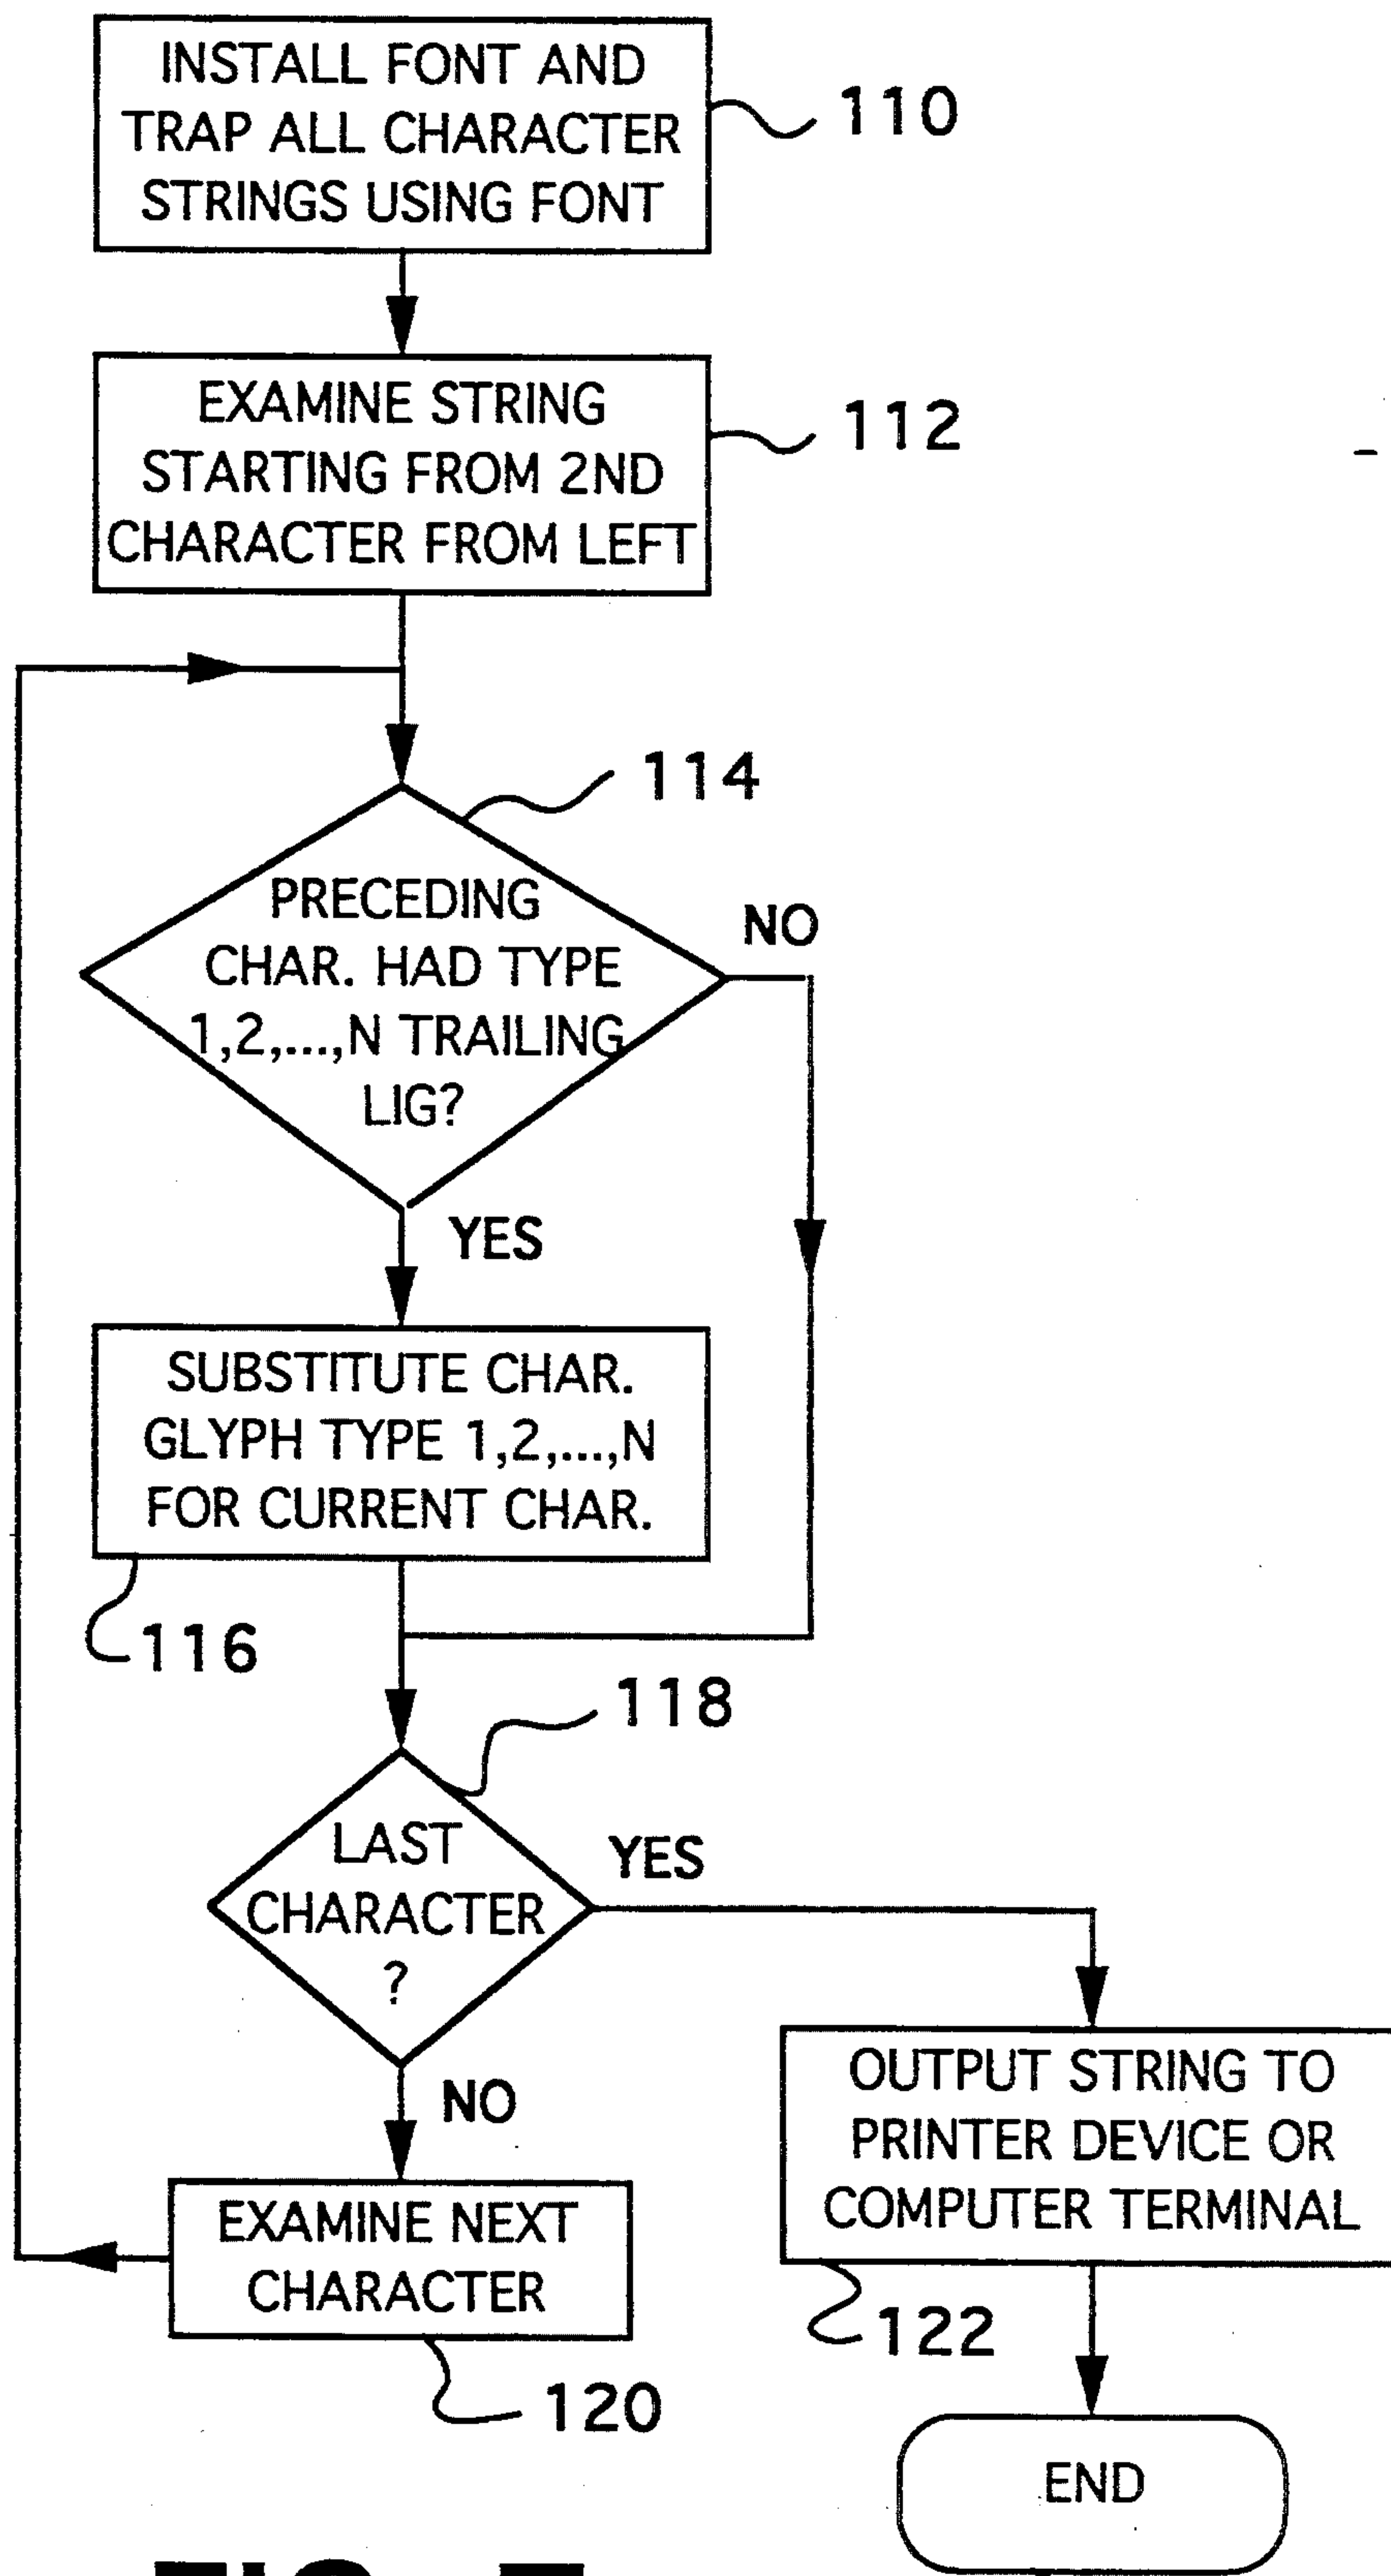 INSTALL FONT AND
TRAP ALL CHARACTER
STRINGS USING FONT
110
EXAMINE STRING
STARTING FROM 2ND
CHARACTER FROM LEFT
112
114
PRECEDING
CHAR. HAD TYPE
1,2,...,N TRAILING
LIG?
NO
YES
SUBSTITUTE CHAR.
GLYPH TYPE 1,2,...,N
FOR CURRENT CHAR.
116
118
LAST
CHARACTER
?
YES
NO
EXAMINE NEXT
CHARACTER
120
OUTPUT STRING TO
PRINTER DEVICE OR
COMPUTER TERMINAL
122
END